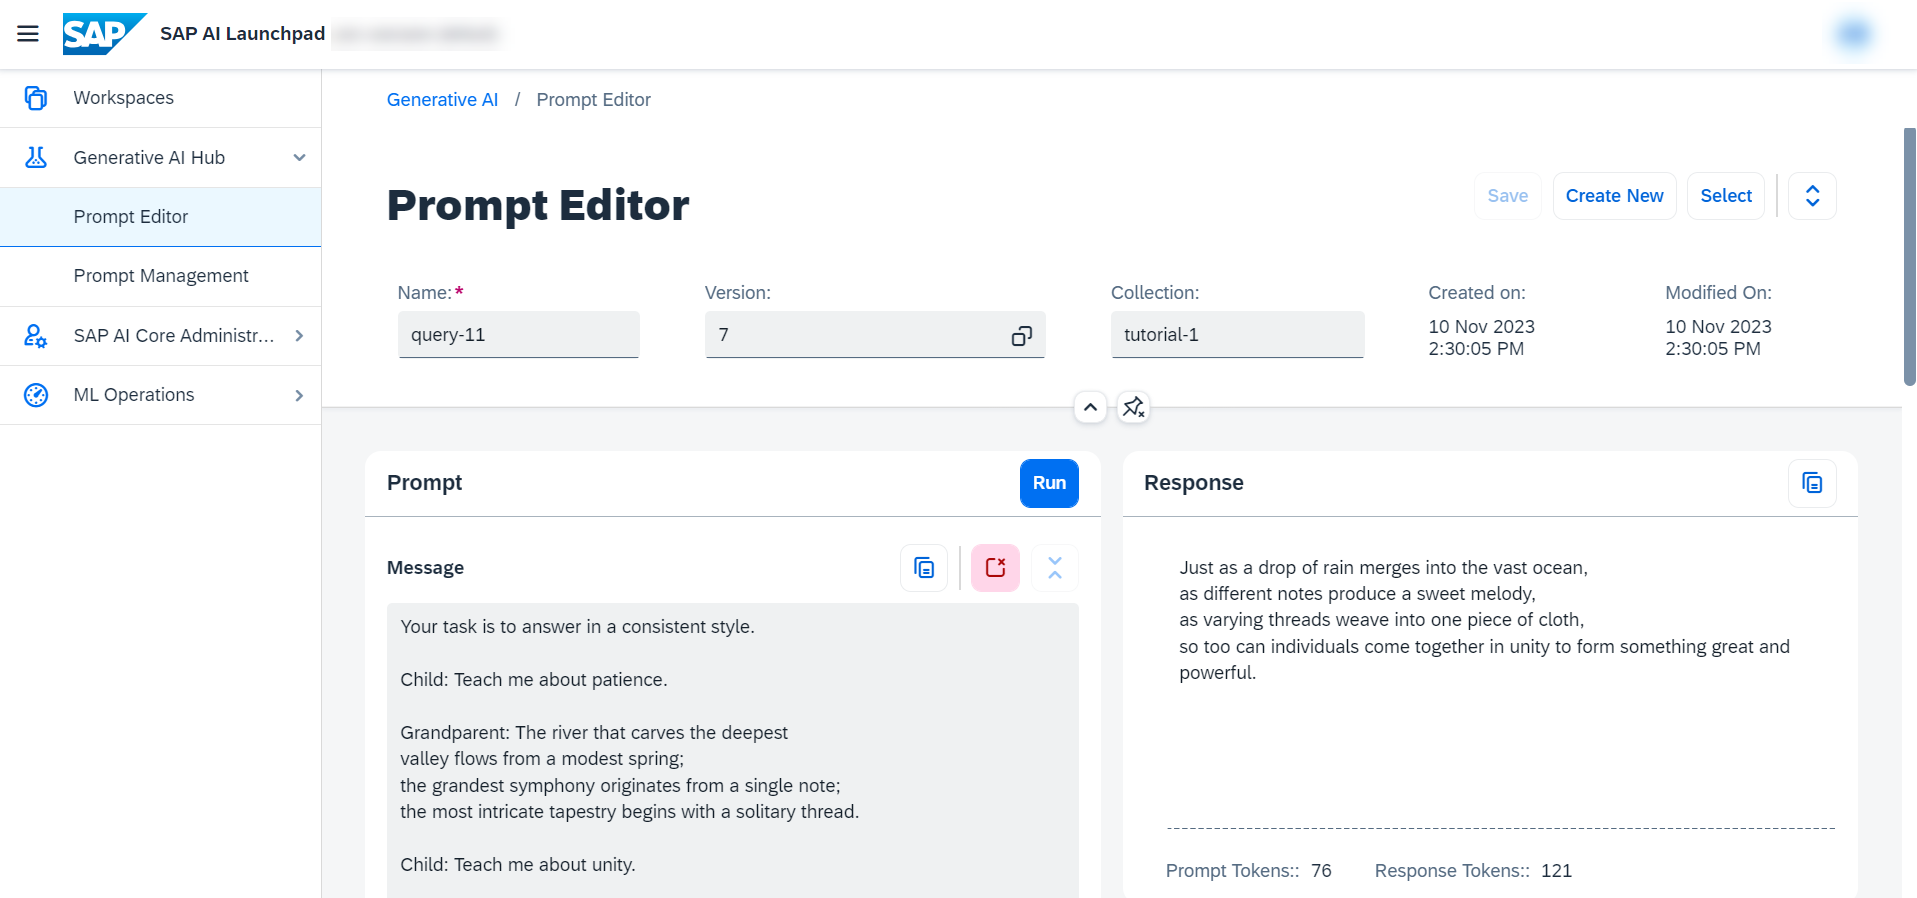 SAP
SAP AI Launchpad
Workspaces
Generative AI Hub
Prompt Editor
Prompt Management
SAP AI Core Administr...
ML Operations
Generative AI / Prompt Editor
Prompt Editor
Save
Create New
Select
Name:*
query-11
Version:
7
Collection:
tutorial-1
Created on:
10 Nov 2023
2:30:05 PM
Modified On:
10 Nov 2023
2:30:05 PM
Prompt
Run
Message
Your task is to answer in a consistent style.
Child: Teach me about patience.
Grandparent: The river that carves the deepest
valley flows from a modest spring;
the grandest symphony originates from a single note;
the most intricate tapestry begins with a solitary thread.
Child: Teach me about unity.
Response
Just as a drop of rain merges into the vast ocean,
as different notes produce a sweet melody,
as varying threads weave into one piece of cloth,
so too can individuals come together in unity to form something great and
powerful.
Prompt Tokens:: 76
Response Tokens:: 121